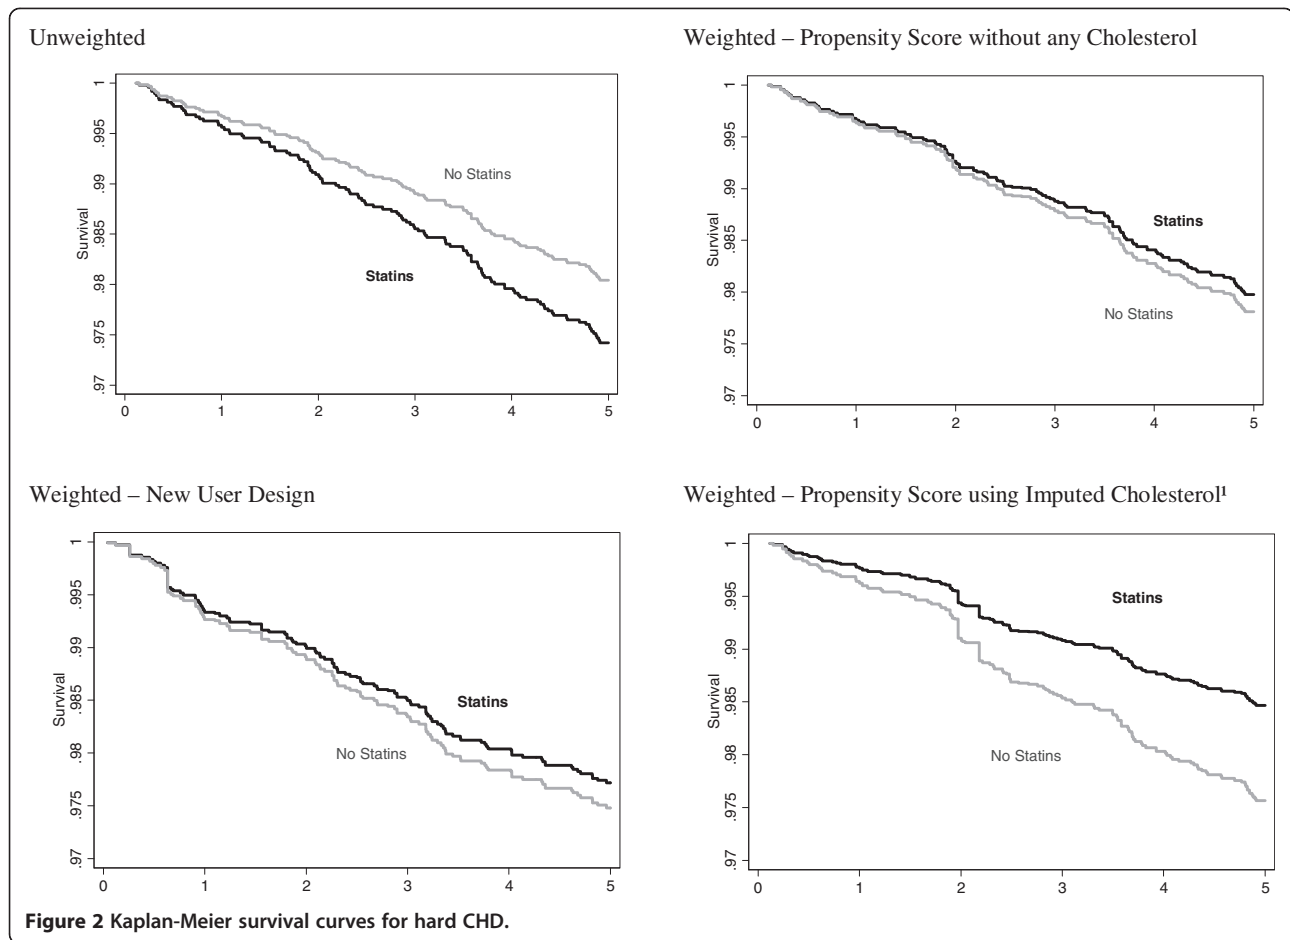 Unweighted
1
.995
.99
.985
.98
.975
.97
Survival
No Statins
Statins
0 1 2 3 4 5
Weighted – Propensity Score without any Cholesterol
1
.995
.99
.985
.98
.975
.97
Survival
Statins
No Statins
0 1 2 3 4 5
Weighted – New User Design
1
.995
.99
.985
.98
.975
.97
Survival
Statins
No Statins
0 1 2 3 4 5
Weighted – Propensity Score using Imputed Cholesterol¹
1
.995
.99
.985
.98
.975
.97
Survival
Statins
No Statins
0 1 2 3 4 5
Figure 2 Kaplan-Meier survival curves for hard CHD.